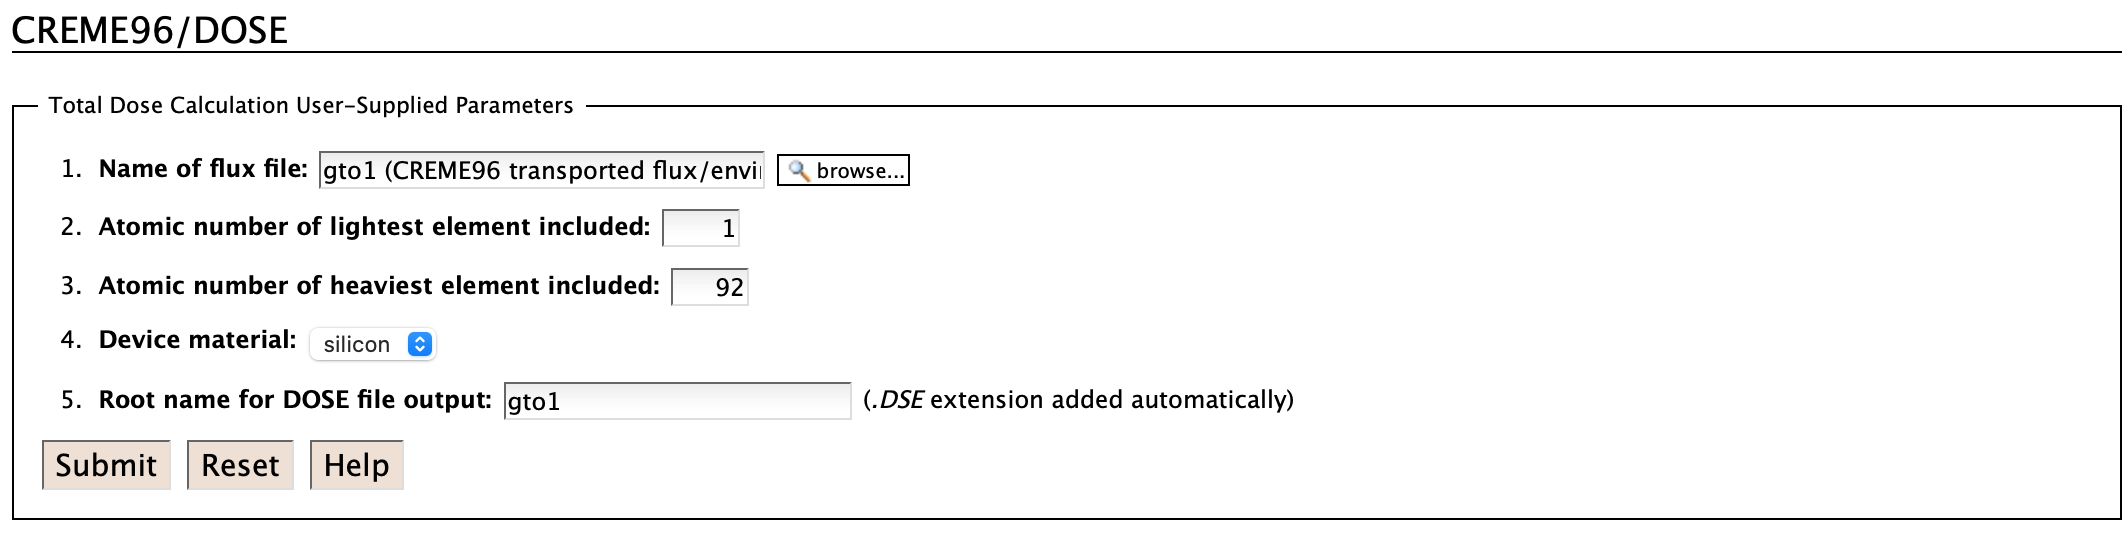 CREME96/DOSE
Total Dose Calculation User-Supplied Parameters
1. Name of flux file: gto1 (CREME96 transported flux/envi browse...
2. Atomic number of lightest element included: 1
3. Atomic number of heaviest element included: 92
4. Device material: silicon
5. Root name for DOSE file output: gto1 (.DSE extension added automatically)
Submit Reset Help